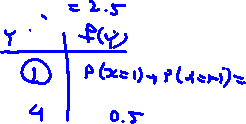 = 2.5
Y f(y)
1 P(x=1) + P(x=-1) =
4 0.5